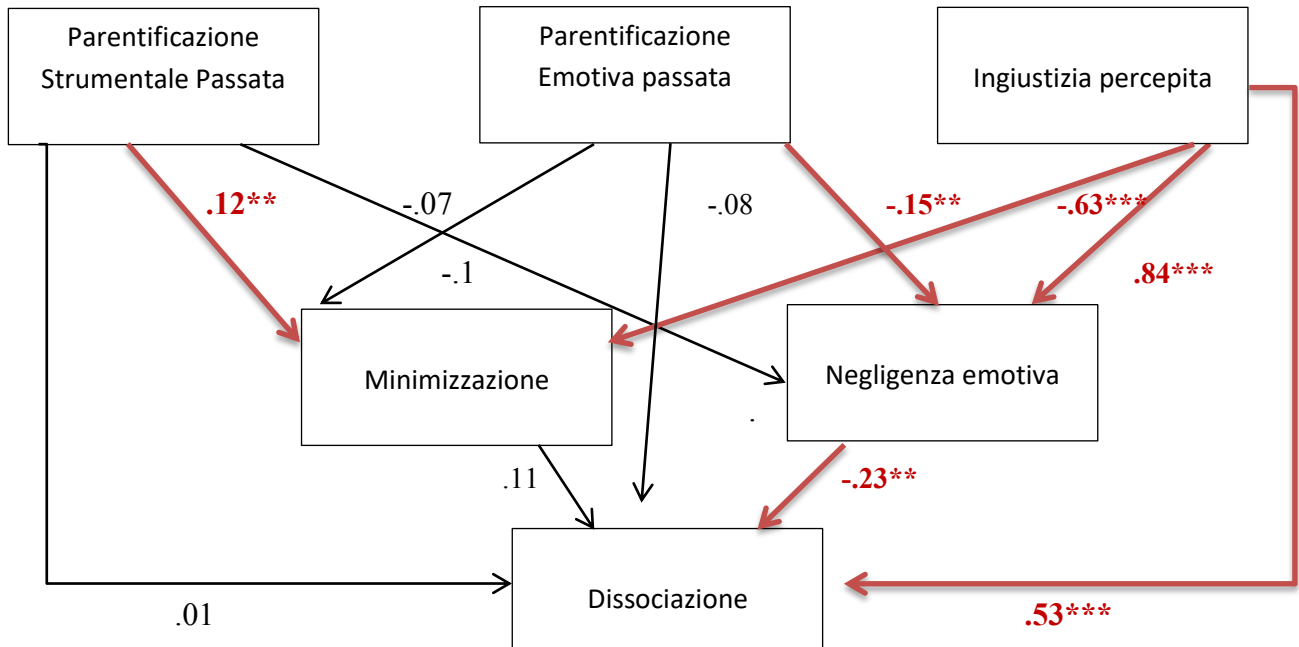 Parentificazione
Strumentale Passata
Parentificazione
Emotiva passata
Ingiustizia percepita
.12**
-.07
-.08
-.15**
-.63***
-.1
.84***
Minimizzazione
Negligenza emotiva
.
.11
-.23**
Dissociazione
.01
.53***